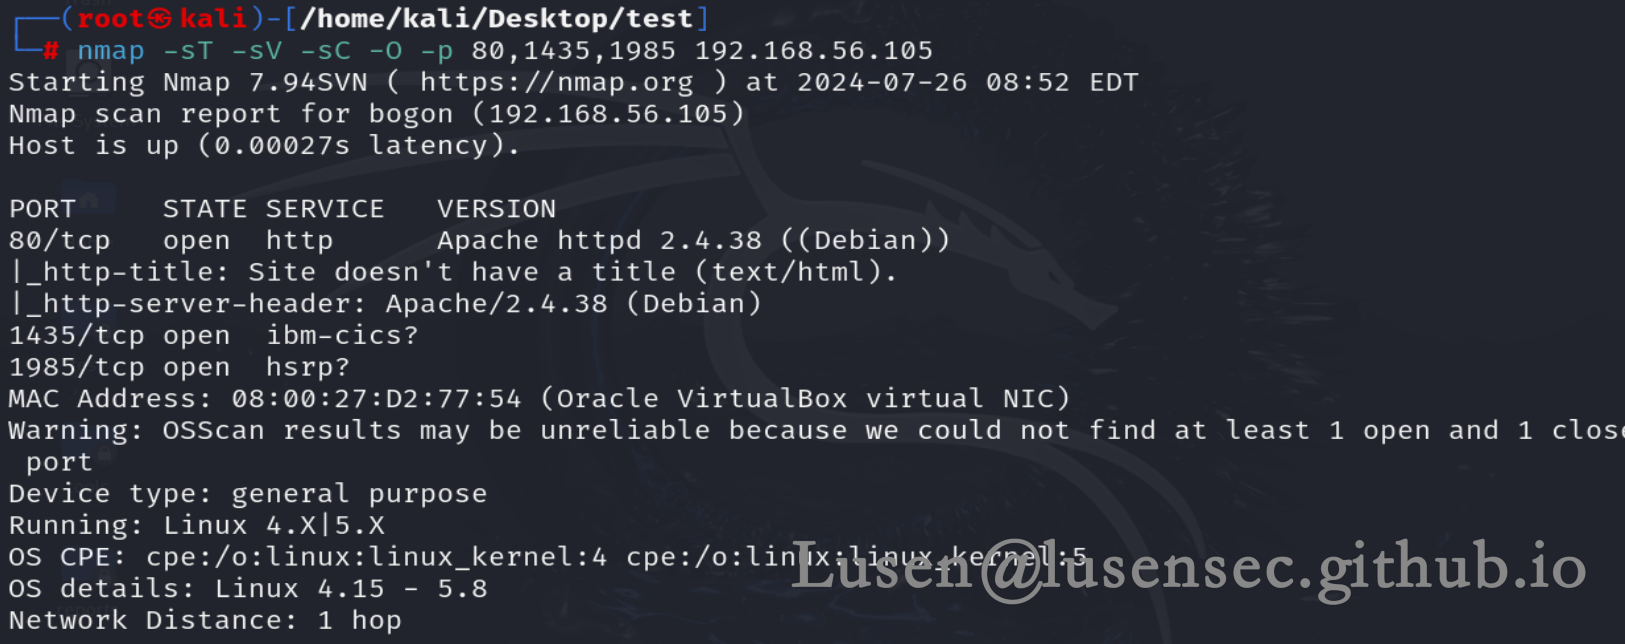 ┌──(root㉿kali)-[/home/kali/Desktop/test]
└─# nmap -sT -sV -sC -O -p 80,1435,1985 192.168.56.105
Starting Nmap 7.94SVN ( https://nmap.org ) at 2024-07-26 08:52 EDT
Nmap scan report for bogon (192.168.56.105)
Host is up (0.00027s latency).
PORT     STATE SERVICE   VERSION
80/tcp   open  http      Apache httpd 2.4.38 ((Debian))
|_http-title: Site doesn't have a title (text/html).
|_http-server-header: Apache/2.4.38 (Debian)
1435/tcp open  ibm-cics?
1985/tcp open  hsrp?
MAC Address: 08:00:27:D2:77:54 (Oracle VirtualBox virtual NIC)
Warning: OSScan results may be unreliable because we could not find at least 1 open and 1 close
port
Device type: general purpose
Running: Linux 4.X|5.X
OS CPE: cpe:/o:linux:linux_kernel:4 cpe:/o:linux:linux_kernel:5
OS details: Linux 4.15 - 5.8
Network Distance: 1 hop
Lusen@lusensec.github.io